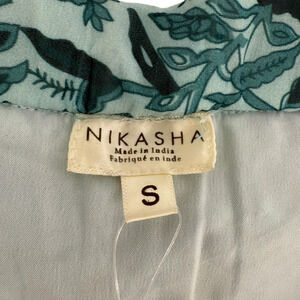 NIKASHA
Made in India
Fabriqué en inde
S